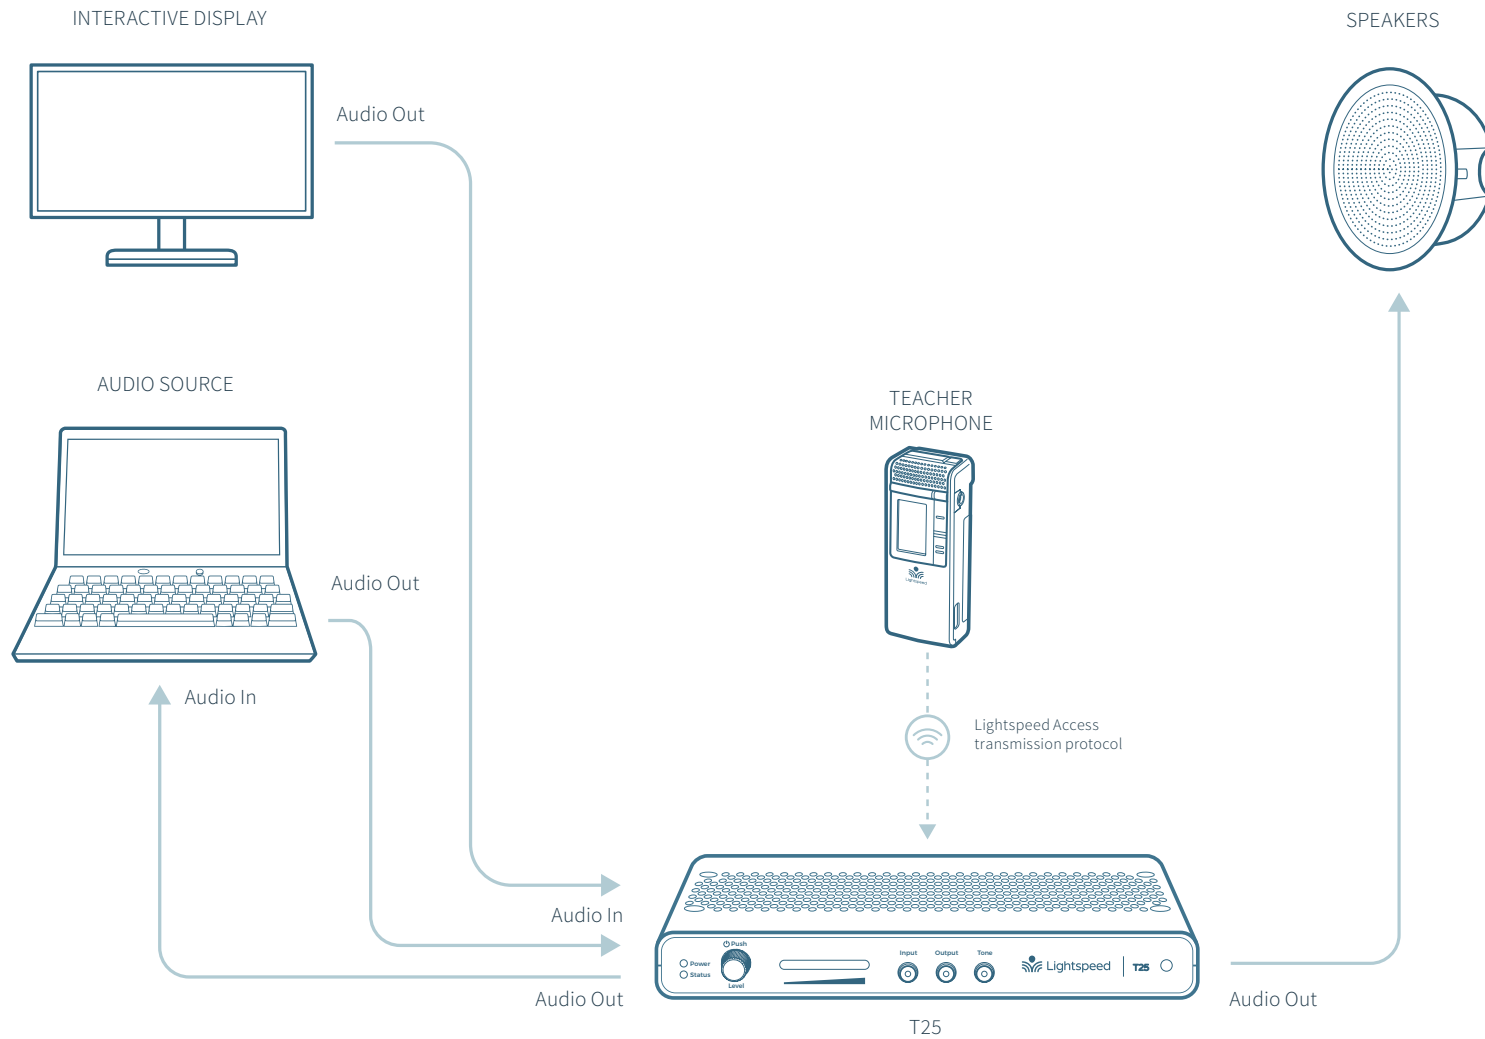 INTERACTIVE DISPLAY
SPEAKERS
Audio Out
AUDIO SOURCE
TEACHER
MICROPHONE
Lightspeed
Audio Out
Audio In
Lightspeed Access
transmission protocol
Audio In
Push
Power
Status
Level
Input
Output
Tone
Lightspeed
T25
Audio Out
Audio Out
T25